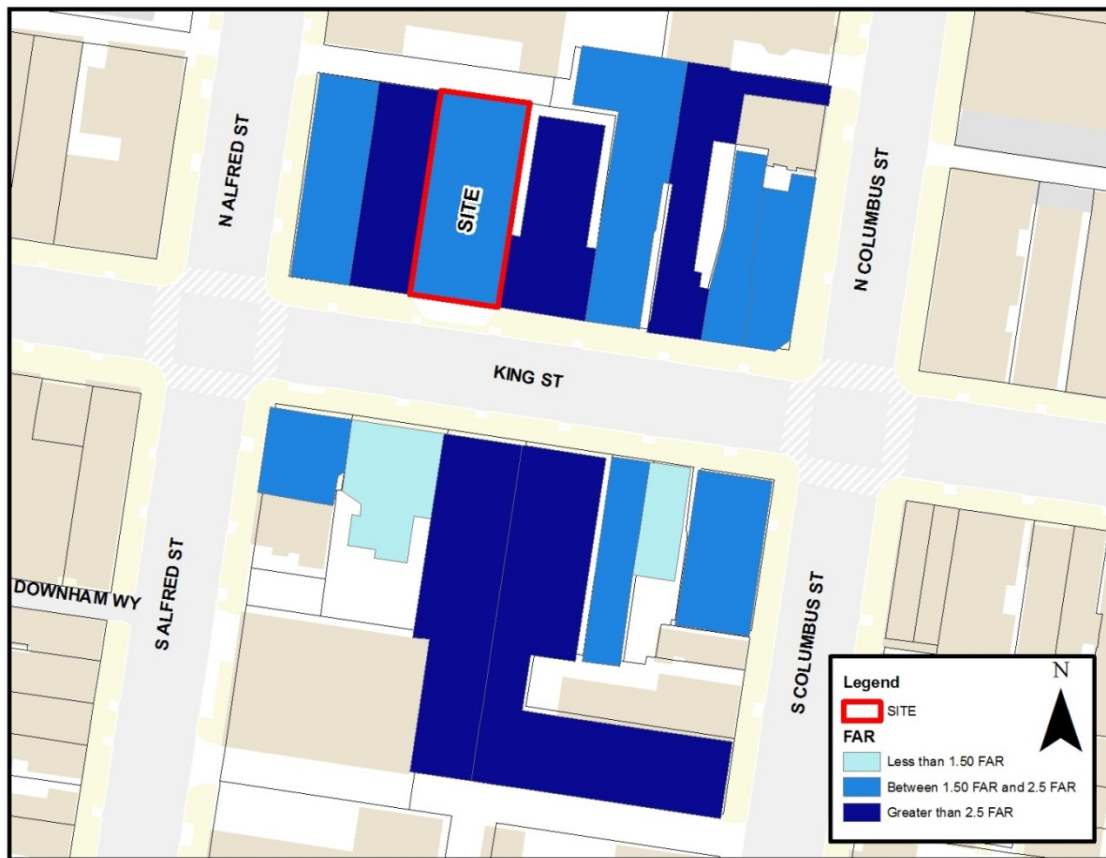 N ALFRED ST
SITE
N COLUMBUS ST
KING ST
DOWNHAM WY
S ALFRED ST
S COLUMBUS ST
N
Legend
SITE
FAR
Less than 1.50 FAR
Between 1.50 FAR and 2.5 FAR
Greater than 2.5 FAR